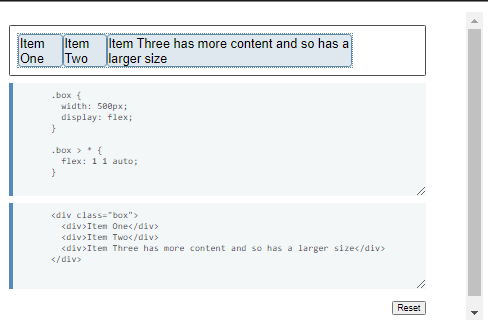 Item
One
Item
Two
Item Three has more content and so has a
larger size
.box {
width: 500px;
display: flex;
}
.box > * {
flex: 1 1 auto;
}
<div class="box">
<div>Item One</div>
<div>Item Two</div>
<div>Item Three has more content and so has a larger size</div>
</div>
Reset